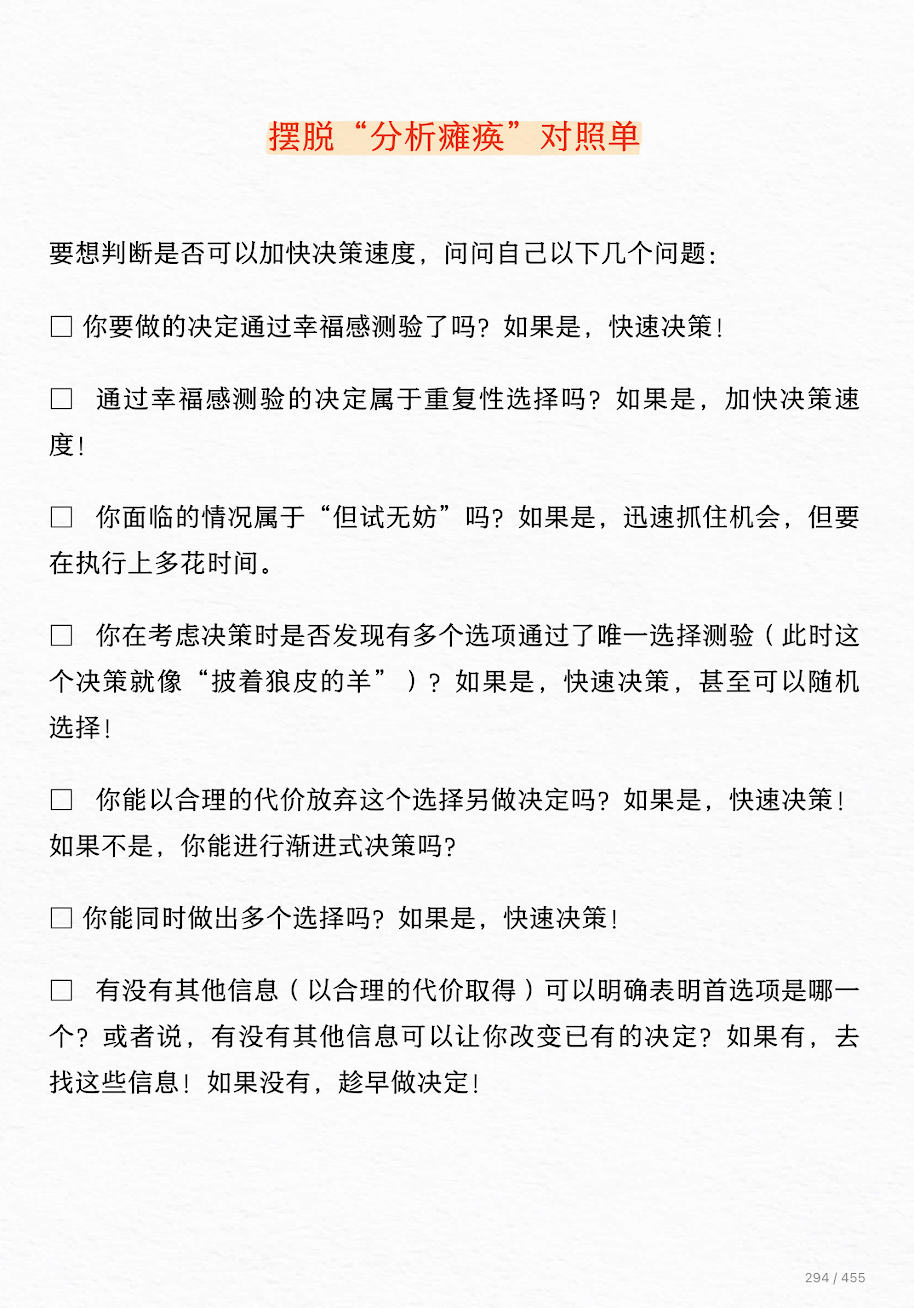 摆脱“分析瘫痪”对照单
要想判断是否可以加快决策速度，问问自己以下几个问题：
□ 你要做的决定通过幸福感测验了吗？如果是，快速决策！
□ 通过幸福感测验的决定属于重复性选择吗？如果是，加快决策速
度！
□ 你面临的情况属于“但试无妨”吗？如果是，迅速抓住机会，但要
在执行上多花时间。
□ 你在考虑决策时是否发现有多个选项通过了唯一选择测验（此时这
个决策就像“披着狼皮的羊”）？如果是，快速决策，甚至可以随机
选择！
□ 你能以合理的代价放弃这个选择另做决定吗？如果是，快速决策！
如果不是，你能进行渐进式决策吗？
□ 你能同时做出多个选择吗？如果是，快速决策！
□ 有没有其他信息（以合理的代价取得）可以明确表明首选项是哪一
个？或者说，有没有其他信息可以让你改变已有的决定？如果有，去
找这些信息！如果没有，趁早做决定！
294 / 455